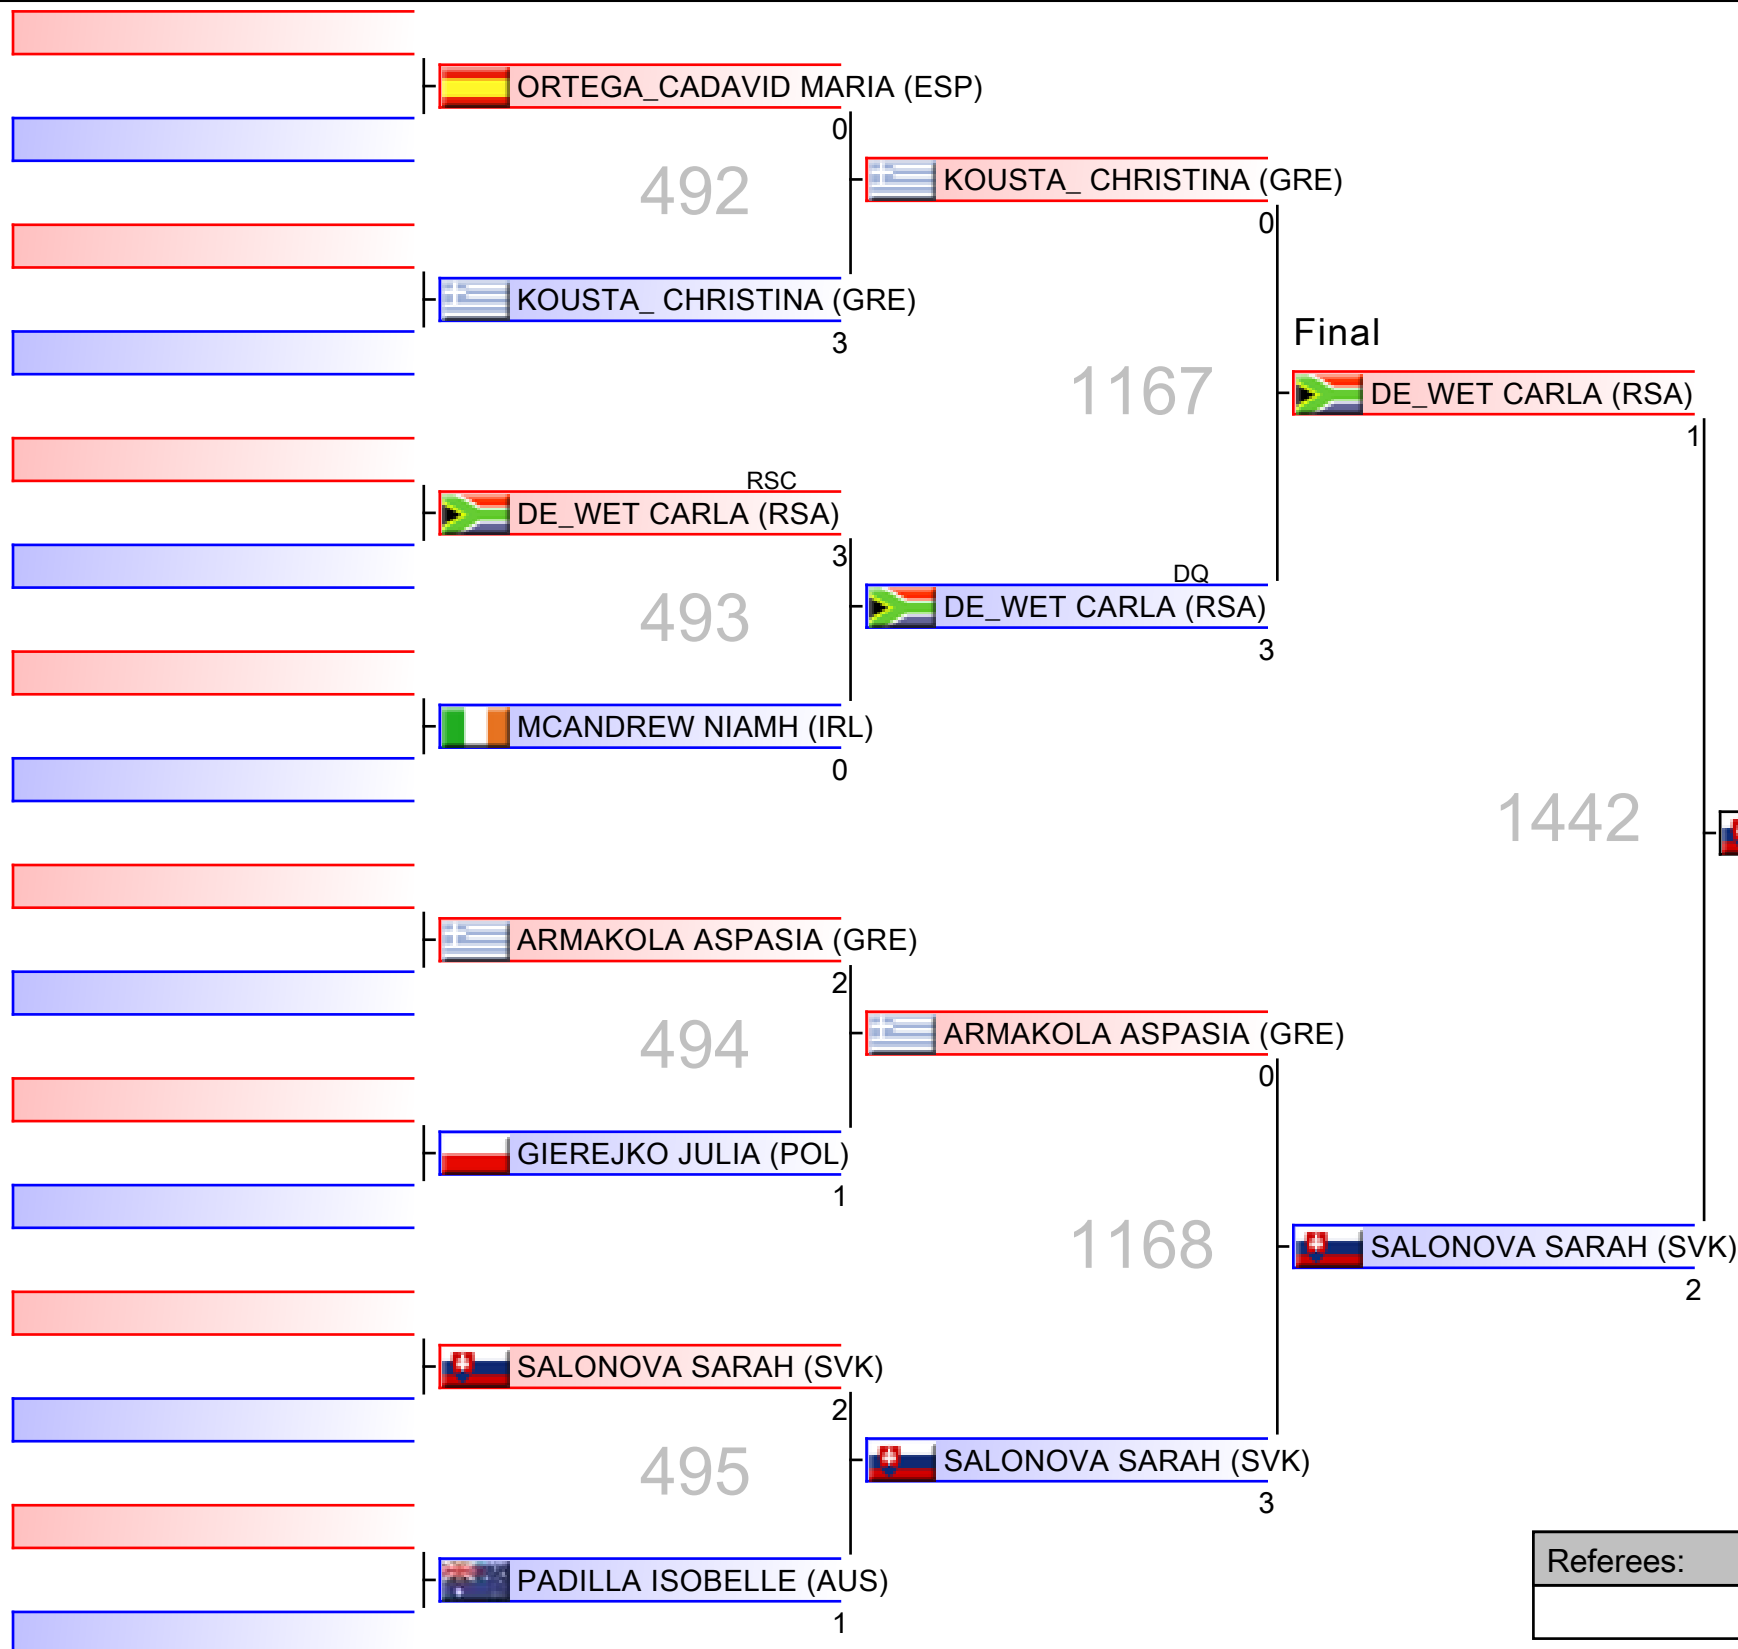 ORTEGA_CADAVID MARIA (ESP)
0
492
KOUSTA_ CHRISTINA (GRE)
0
KOUSTA_ CHRISTINA (GRE)
3
Final
1167
DE_WET CARLA (RSA)
1
RSC
DE_WET CARLA (RSA)
3
493
DQ
DE_WET CARLA (RSA)
3
MCANDREW NIAMH (IRL)
0
1442
ARMAKOLA ASPASIA (GRE)
2
494
ARMAKOLA ASPASIA (GRE)
0
GIEREJKO JULIA (POL)
1
1168
SALONOVA SARAH (SVK)
2
SALONOVA SARAH (SVK)
2
495
SALONOVA SARAH (SVK)
3
PADILLA ISOBELLE (AUS)
1
Referees: